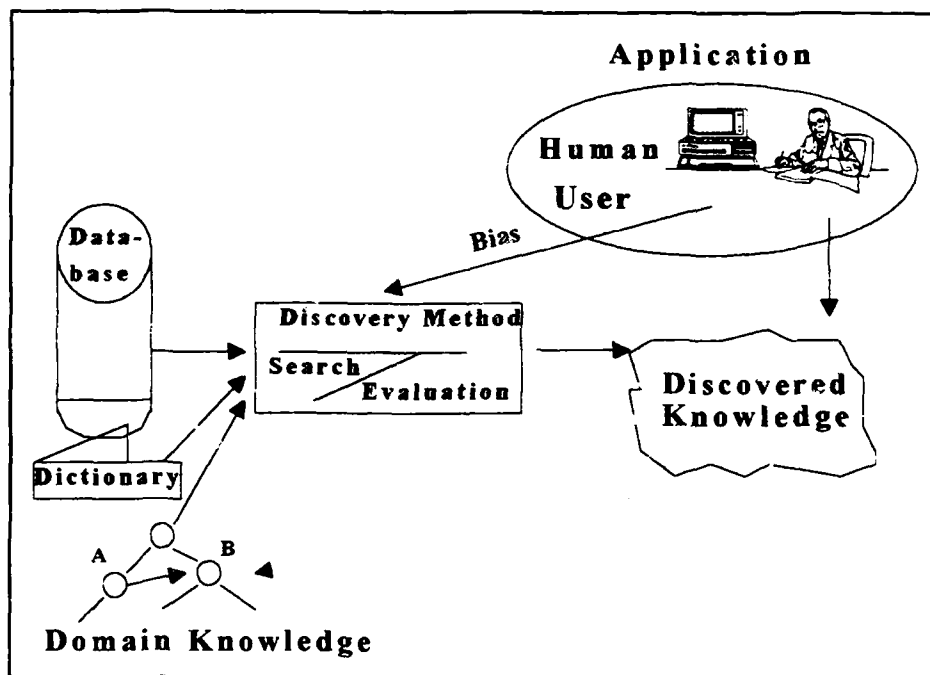 Application
Human
User
Bias
Data-
base
Discovery Method
Search
Evaluation
Discovered
Knowledge
Dictionary
A
B
Domain Knowledge